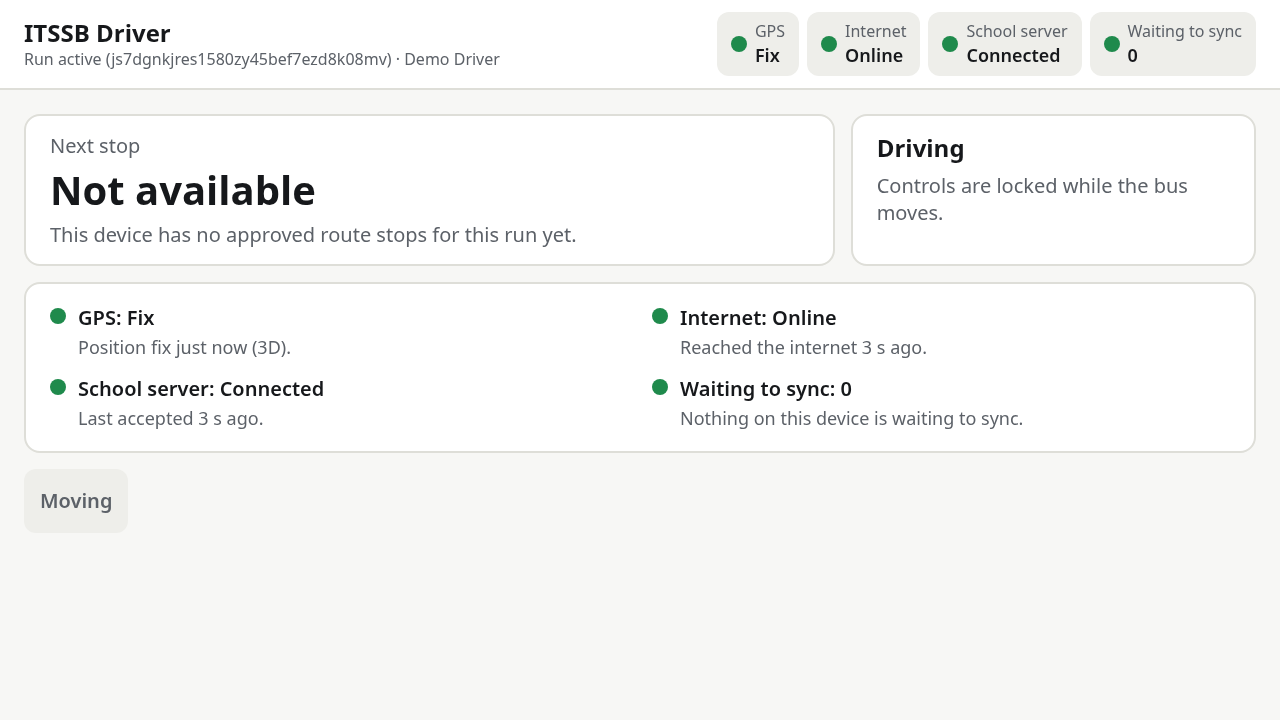 ITSSB Driver
Run active (js7dgnkjres1580zy45bef7ezd8k08mv) · Demo Driver
GPS
Fix
Internet
Online
School server
Connected
Waiting to sync
0
Next stop
Not available
This device has no approved route stops for this run yet.
Driving
Controls are locked while the bus
moves.
GPS: Fix
Position fix just now (3D).
Internet: Online
Reached the internet 3 s ago.
School server: Connected
Last accepted 3 s ago.
Waiting to sync: 0
Nothing on this device is waiting to sync.
Moving